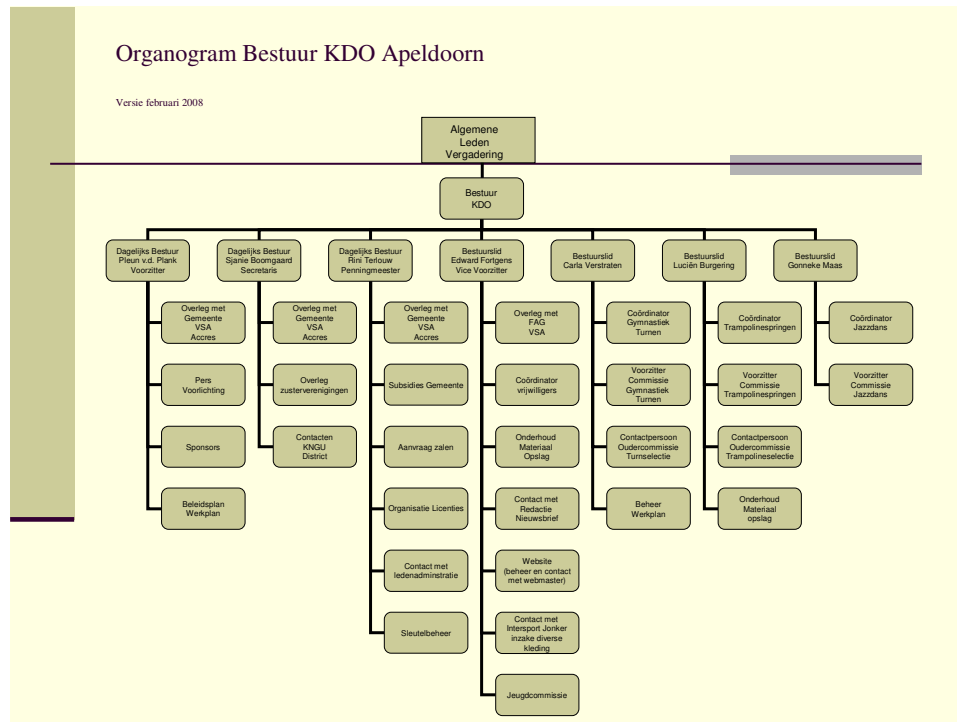 Organogram Bestuur KDO Apeldoorn
Versie februari 2008
Algemene
Leden
Vergadering
Bestuur
KDO
Dagelijks Bestuur
Pleun v.d. Plank
Voorzitter
Dagelijks Bestuur
Sjanie Boomgaard
Secretaris
Dagelijks Bestuur
Rini Terlouw
Penningmeester
Bestuurslid
Edward Fortgens
Vice Voorzitter
Bestuurslid
Carla Verstraten
Bestuurslid
Luciën Burgering
Bestuurslid
Gonneke Maas
Overleg met
Gemeente
VSA
Accres
Pers
Voorlichting
Sponsors
Beleidsplan
Werkplan
Overleg met
Gemeente
VSA
Accres
Overleg
zusterverenigingen
Contacten
KNGU
District
Overleg met
Gemeente
VSA
Accres
Subsidies Gemeente
Aanvraag zalen
Organisatie Licenties
Contact met
ledenadminstratie
Sleutelbeheer
Overleg met
FAG
VSA
Coördinator
vrijwilligers
Onderhoud
Materiaal
Opslag
Contact met
Redactie
Nieuwsbrief
Website
(beheer en contact
met webmaster)
Contact met
Intersport Jonker
inzake diverse
kleding
Jeugdcommissie
Coördinator
Gymnastiek
Turnen
Voorzitter
Commissie
Gymnastiek
Turnen
Contactpersoon
Oudercommissie
Turnselectie
Beheer
Werkplan
Coördinator
Trampolinespringen
Voorzitter
Commissie
Trampolinespringen
Contactpersoon
Oudercommissie
Trampolineselectie
Onderhoud
Materiaal
opslag
Coördinator
Jazzdans
Voorzitter
Commissie
Jazzdans